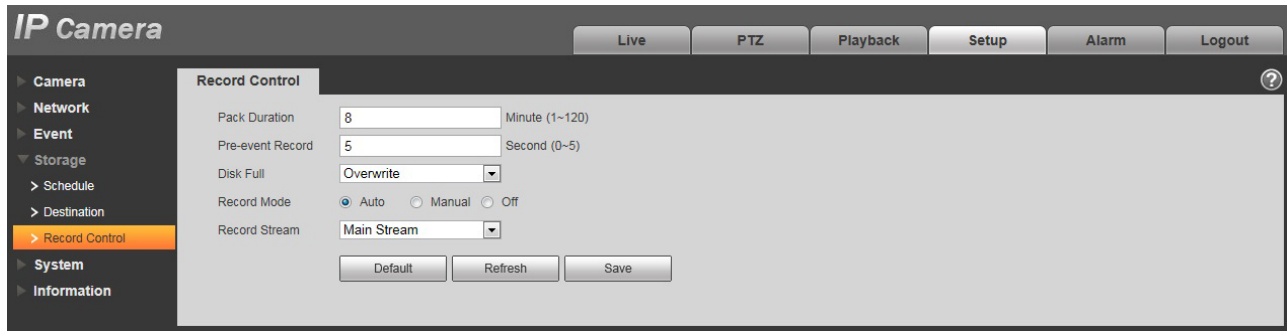 IP Camera
Live PTZ Playback Setup Alarm Logout
Camera
Network
Event
Storage
> Schedule
> Destination
> Record Control
System
Information
Record Control
?
Pack Duration 8 Minute (1~120)
Pre-event Record 5 Second (0~5)
Disk Full Overwrite
Record Mode Auto Manual Off
Record Stream Main Stream
Default Refresh Save